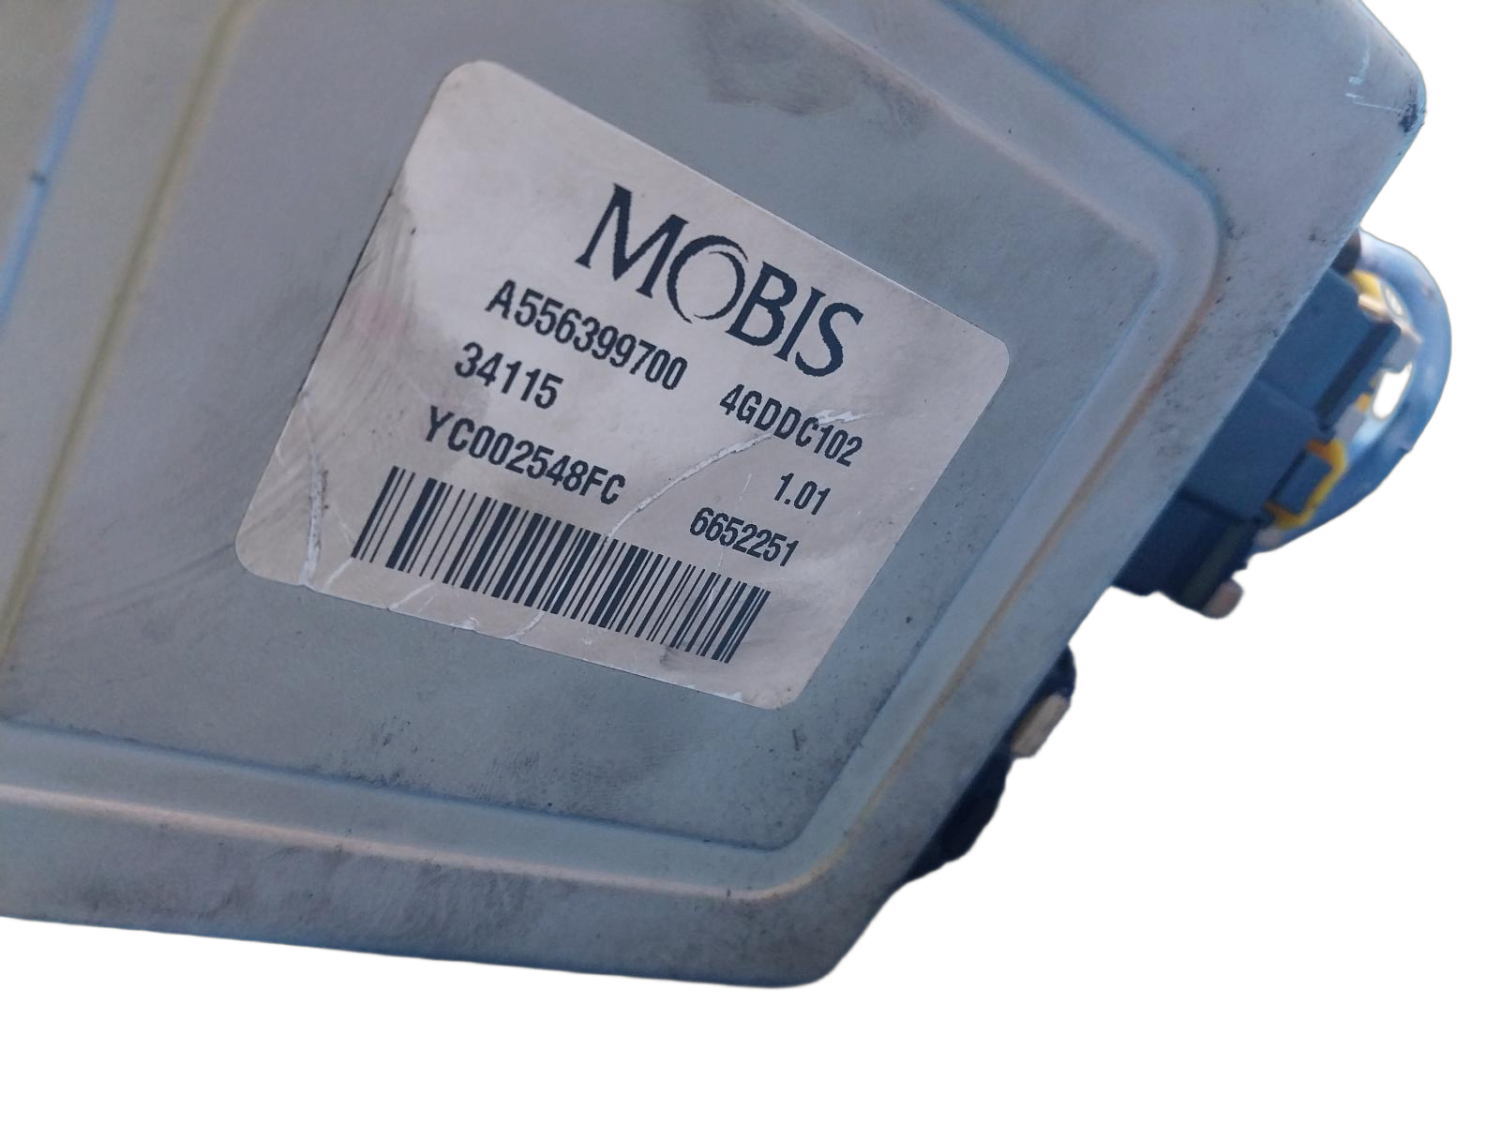 MOBIS
A556399700 4GDDC102
34115 1.01
YC002548FC 6652251